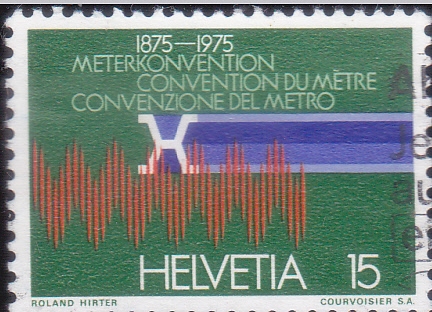 1875—1975
METERKONVENTION
CONVENTION DU MÈTRE
CONVENZIONE DEL METRO
HELVETIA 15
ROLAND HIRTER COURVOISIER S.A.